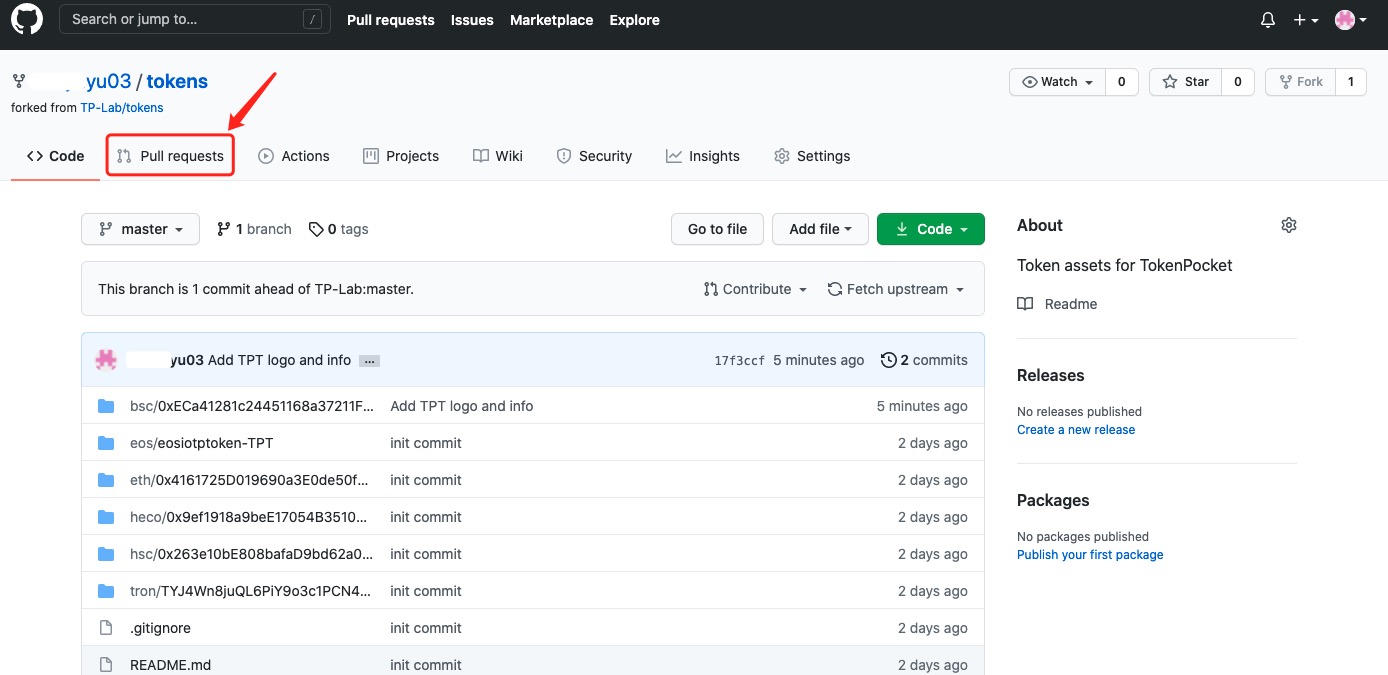 Search or jump to... / Pull requests Issues Marketplace Explore
yu03 / tokens
Watch 0 Star 0 Fork 1
forked from TP-Lab/tokens
Code Pull requests Actions Projects Wiki Security Insights Settings
master 1 branch 0 tags Go to file Add file Code
This branch is 1 commit ahead of TP-Lab:master. Contribute Fetch upstream
yu03 Add TPT logo and info ... 17f3ccf 5 minutes ago 2 commits
bsc/0xECa41281c24451168a37211F... Add TPT logo and info 5 minutes ago
eos/eosiotptoken-TPT init commit 2 days ago
eth/0x4161725D019690a3E0de50f... init commit 2 days ago
heco/0x9ef1918a9beE17054B3510... init commit 2 days ago
hsc/0x263e10bE808bafaD9bd62a0... init commit 2 days ago
tron/TYJ4Wn8juQL6PiY9o3c1PCN4... init commit 2 days ago
.gitignore init commit 2 days ago
README.md init commit 2 days ago
About
Token assets for TokenPocket
Readme
Releases
No releases published
Create a new release
Packages
No packages published
Publish your first package